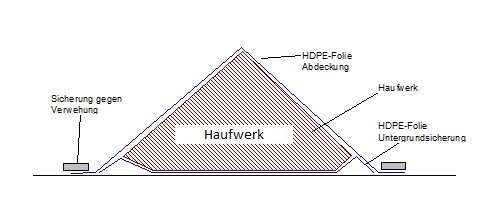 HDPE-Folie
Abdeckung
Haufwerk
Sicherung gegen
Verwehung
Haufwerk
HDPE-Folie
Untergrundsicherung